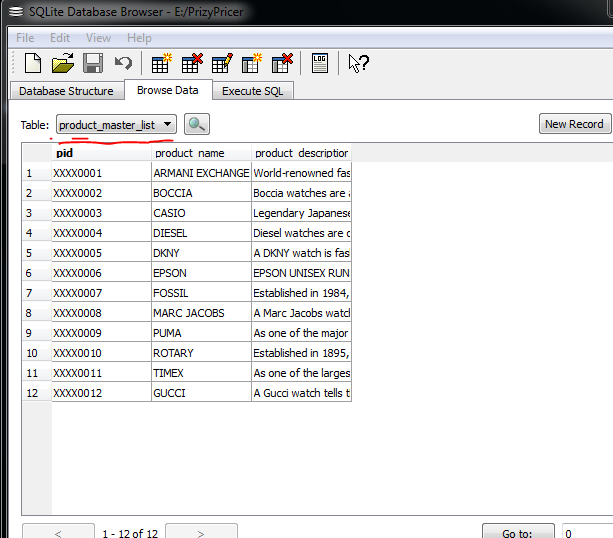 SQLite Database Browser - E:/PrizyPricer
File Edit View Help
LOG
Database Structure Browse Data Execute SQL
Table: product_master_list New Record
pid product_name product_description
1 XXXX0001 ARMANI EXCHANGE World-renowned fas
2 XXXX0002 BOCCIA Boccia watches are
3 XXXX0003 CASIO Legendary Japanese
4 XXXX0004 DIESEL Diesel watches are
5 XXXX0005 DKNY A DKNY watch is fas
6 XXXX0006 EPSON EPSON UNISEX RUN
7 XXXX0007 FOSSIL Established in 1984,
8 XXXX0008 MARC JACOBS A Marc Jacobs watc
9 XXXX0009 PUMA As one of the major
10 XXXX0010 ROTARY Established in 1895,
11 XXXX0011 TIMEX As one of the larges
12 XXXX0012 GUCCI A Gucci watch tells t
< 1 - 12 of 12 > Go to: 0